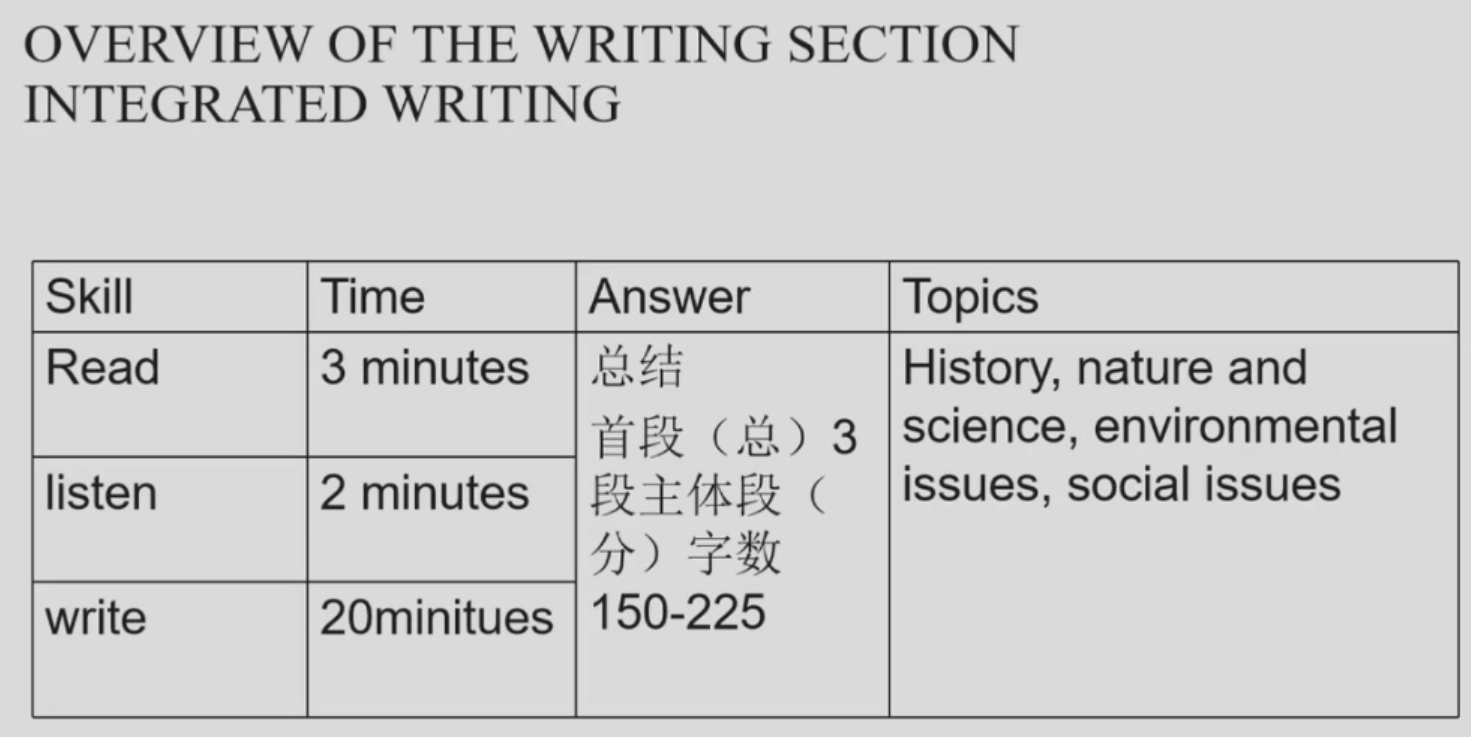 OVERVIEW OF THE WRITING SECTION
INTEGRATED WRITING
Skill
Time
Answer
Topics
Read
3 minutes
总结
首段（总）3
段主体段（
分）字数
150-225
History, nature and
science, environmental
issues, social issues
listen
2 minutes
write
20minitues